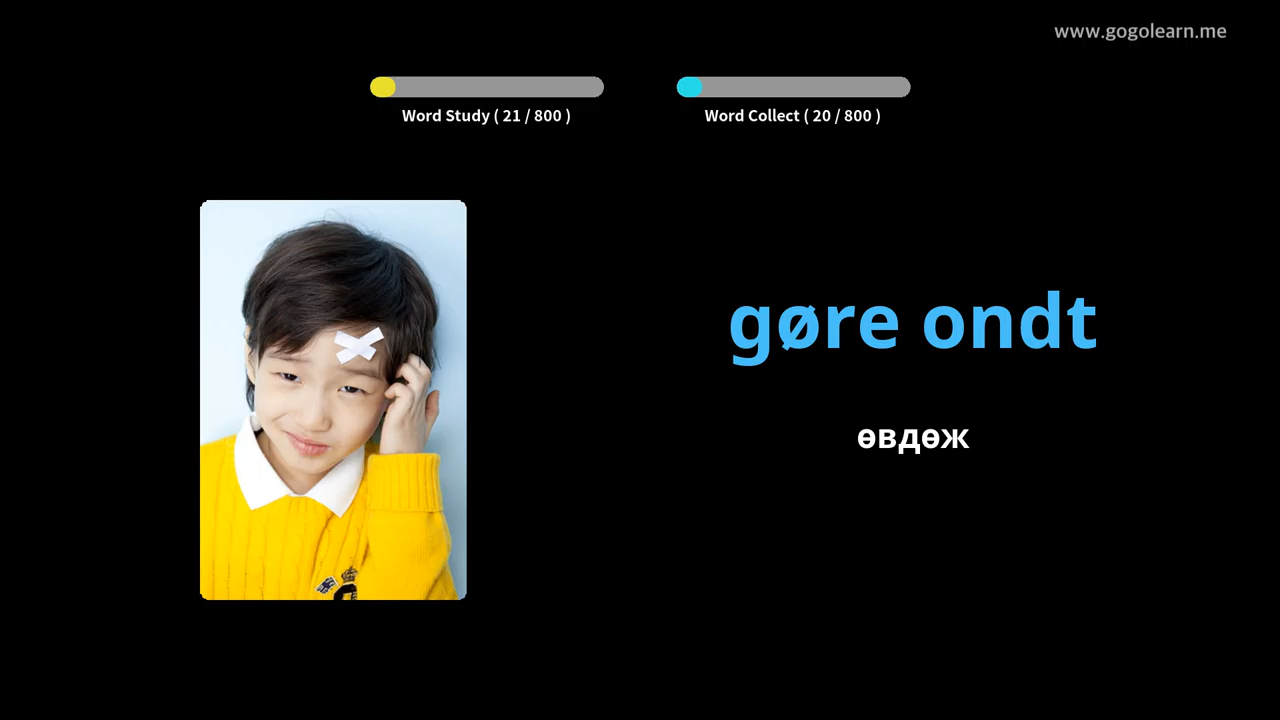 www.gogolearn.me
Word Study ( 21 / 800 )
Word Collect ( 20 / 800 )
gøre ondt
өвдөж